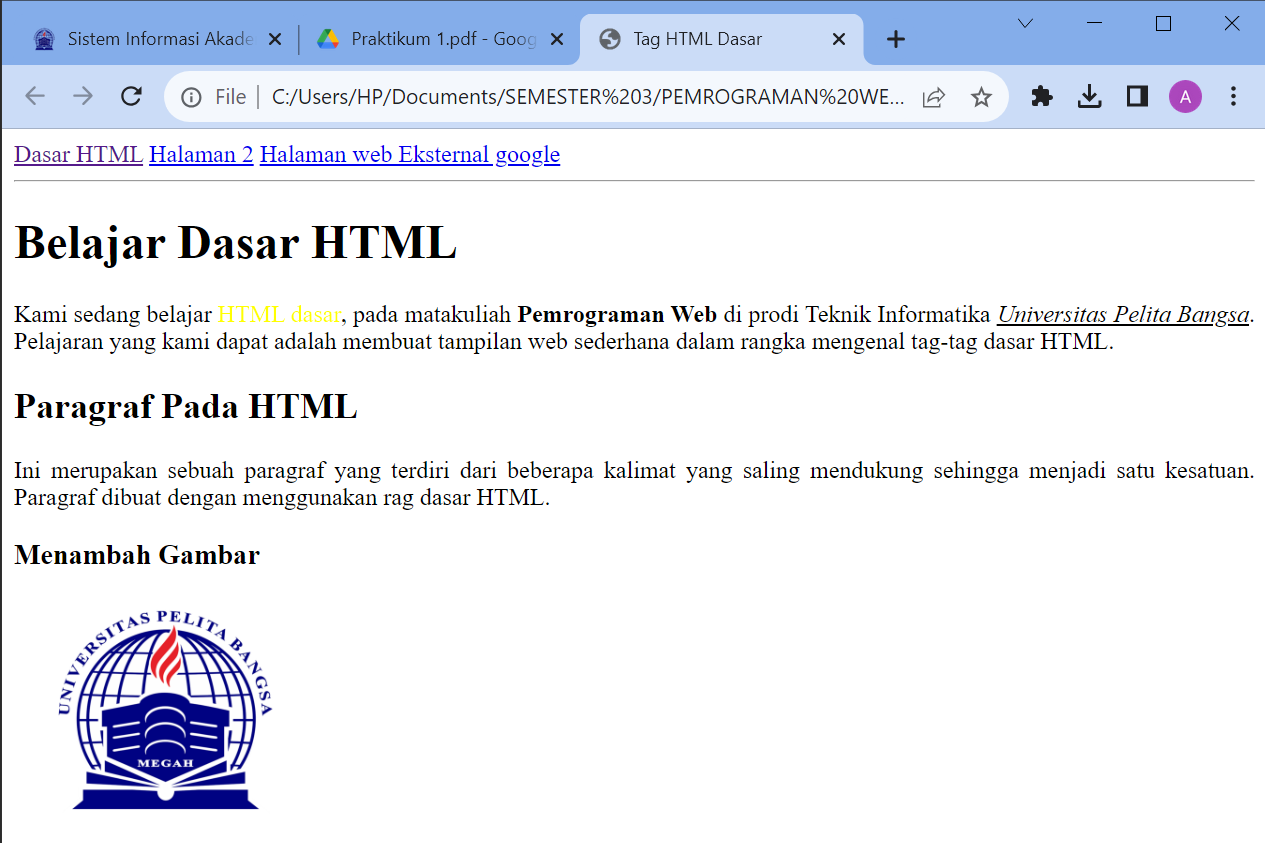 Sistem Informasi Akade
Praktikum 1.pdf - Goog
Tag HTML Dasar
File
C:/Users/HP/Documents/SEMESTER%203/PEMROGRAMAN%20WE...
A
Dasar HTML Halaman 2 Halaman web Eksternal google
Belajar Dasar HTML
Kami sedang belajar HTML dasar, pada matakuliah Pemrograman Web di prodi Teknik Informatika Universitas Pelita Bangsa.
Pelajaran yang kami dapat adalah membuat tampilan web sederhana dalam rangka mengenal tag-tag dasar HTML.
Paragraf Pada HTML
Ini merupakan sebuah paragraf yang terdiri dari beberapa kalimat yang saling mendukung sehingga menjadi satu kesatuan.
Paragraf dibuat dengan menggunakan rag dasar HTML.
Menambah Gambar
UNIVERSITAS PELITA BANGSA
MEGAH